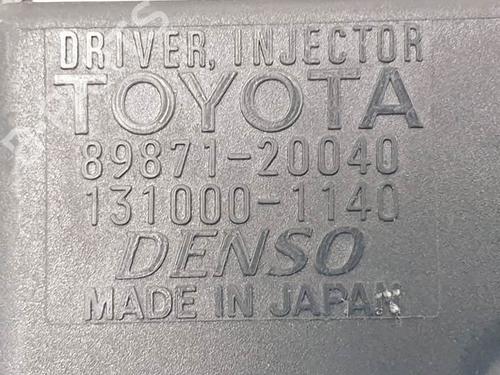 DRIVER, INJECTOR
TOYOTA
89871-20040
131000-1140
DENSO
MADE IN JAPAN